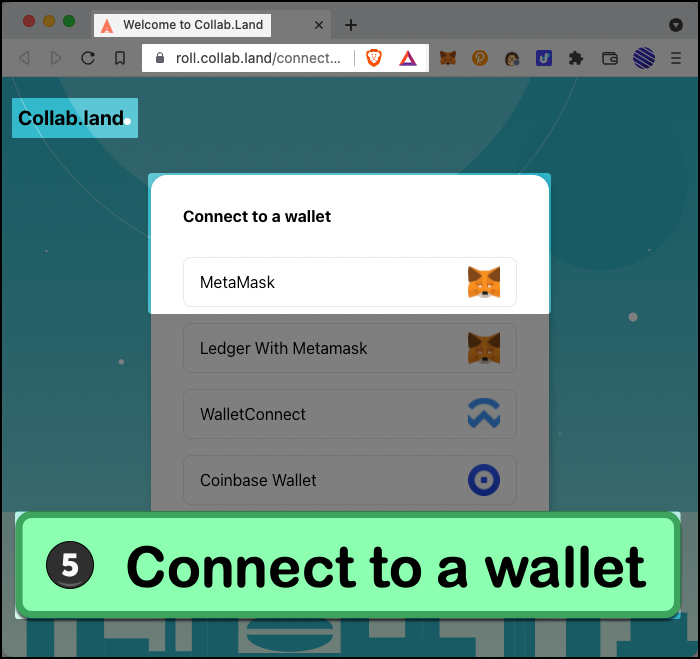 Welcome to Collab.Land
roll.collab.land/connect...
Collab.land
Connect to a wallet
MetaMask
Ledger With Metamask
WalletConnect
Coinbase Wallet
5 Connect to a wallet